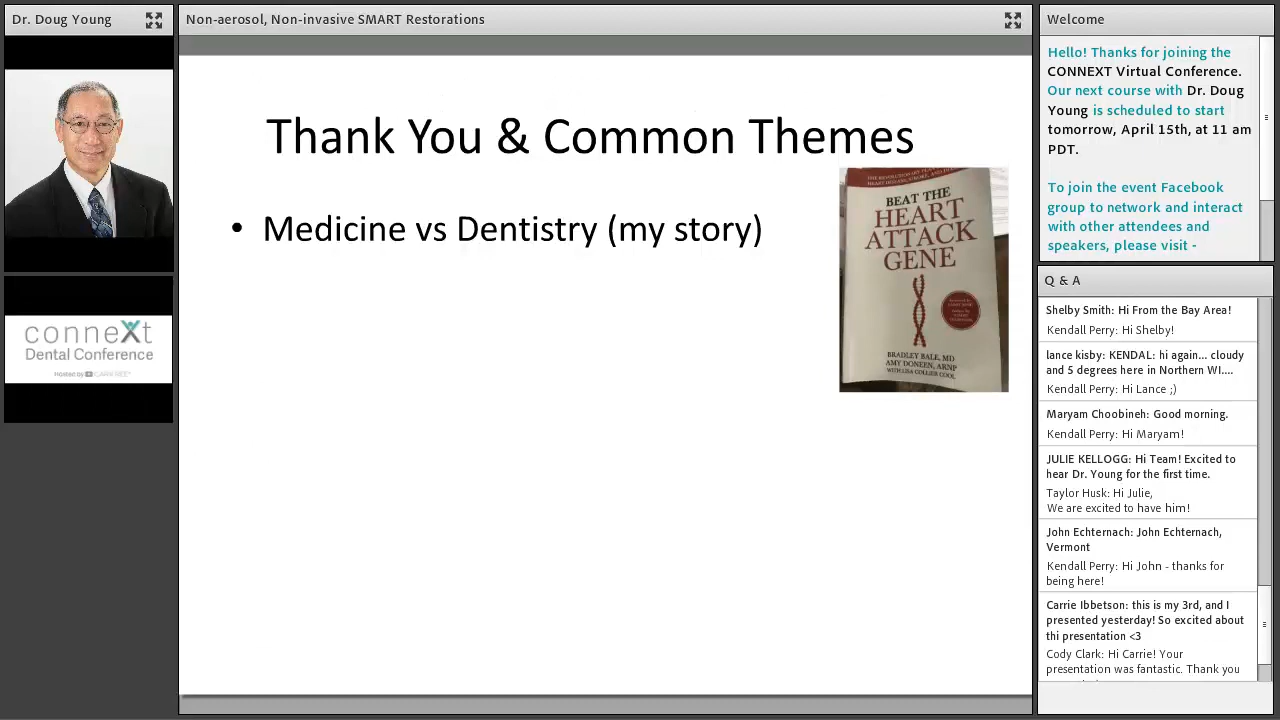 Dr. Doug Young
Non-aerosol, Non-invasive SMART Restorations
Welcome
Thank You & Common Themes
• Medicine vs Dentistry (my story)
BEAT THE
HEART
ATTACK
GENE
BRADLEY BALE, MD
AMY DONEEN, ARNP
WITH LISA COLLIER COOL
conneXt
Dental Conference
Hosted by
Hello! Thanks for joining the
CONNEXT Virtual Conference.
Our next course with Dr. Doug
Young is scheduled to start
tomorrow, April 15th, at 11 am
PDT.
To join the event Facebook
group to network and interact
with other attendees and
speakers, please visit -
Q & A
Shelby Smith: Hi From the Bay Area!
Kendall Perry: Hi Shelby!
lance kisby: KENDAL: hi again... cloudy
and 5 degrees here in Northern WI....
Kendall Perry: Hi Lance ;)
Maryam Choobineh: Good morning.
Kendall Perry: Hi Maryam!
JULIE KELLOGG: Hi Team! Excited to
hear Dr. Young for the first time.
Taylor Husk: Hi Julie,
We are excited to have him!
John Echternach: John Echternach,
Vermont
Kendall Perry: Hi John - thanks for
being here!
Carrie Ibbetson: this is my 3rd, and I
presented yesterday! So excited about
thi presentation <3
Cody Clark: Hi Carrie! Your
presentation was fantastic. Thank you